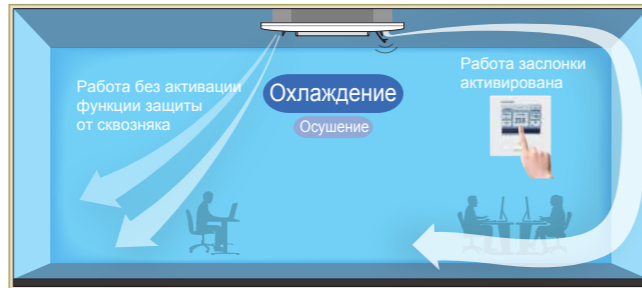 Работа без активации
функции защиты
от сквозняка
Охлаждение
Осушение
Работа заслонки
активирована